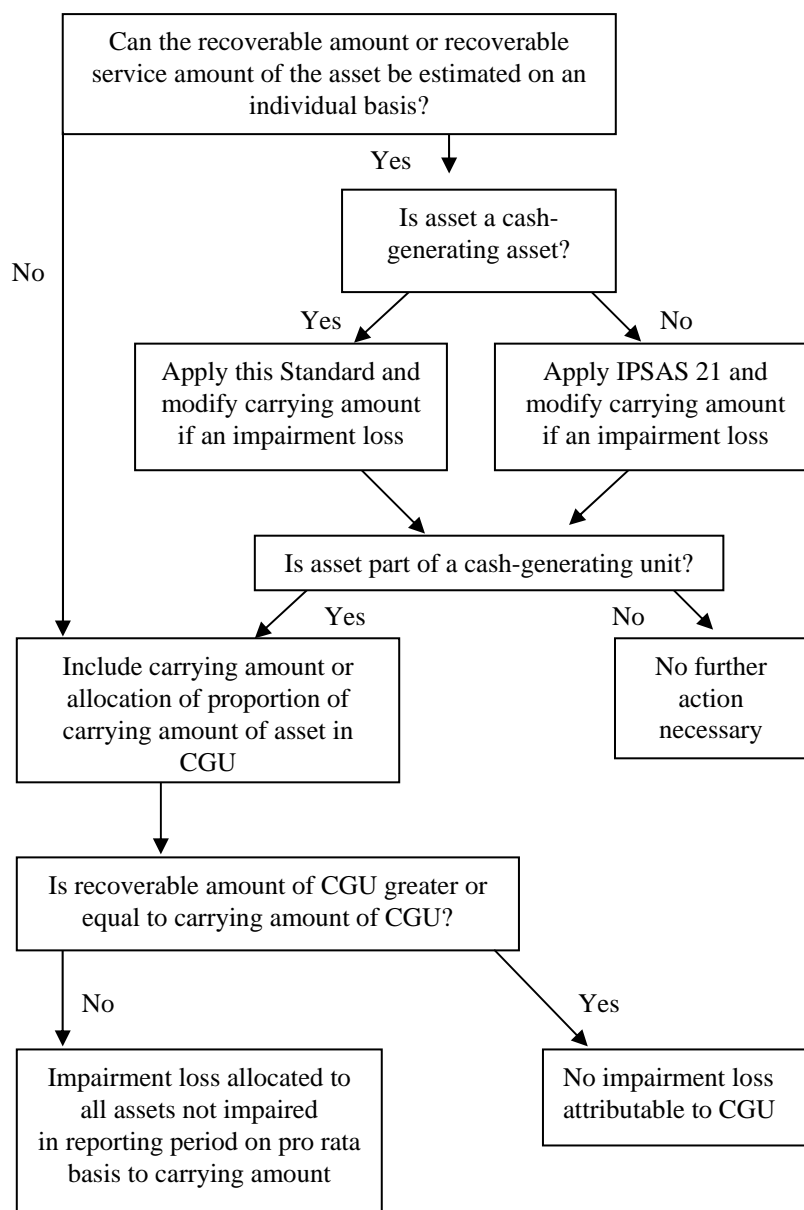 Can the recoverable amount or recoverable
service amount of the asset be estimated on an
individual basis?
Yes
Is asset a cash-
generating asset?
No
Yes
No
Apply this Standard and
modify carrying amount
if an impairment loss
Apply IPSAS 21 and
modify carrying amount
if an impairment loss
Is asset part of a cash-generating unit?
Yes
No
Include carrying amount or
allocation of proportion of
carrying amount of asset in
CGU
No further
action
necessary
Is recoverable amount of CGU greater or
equal to carrying amount of CGU?
No
Yes
Impairment loss allocated to
all assets not impaired
in reporting period on pro rata
basis to carrying amount
No impairment loss
attributable to CGU